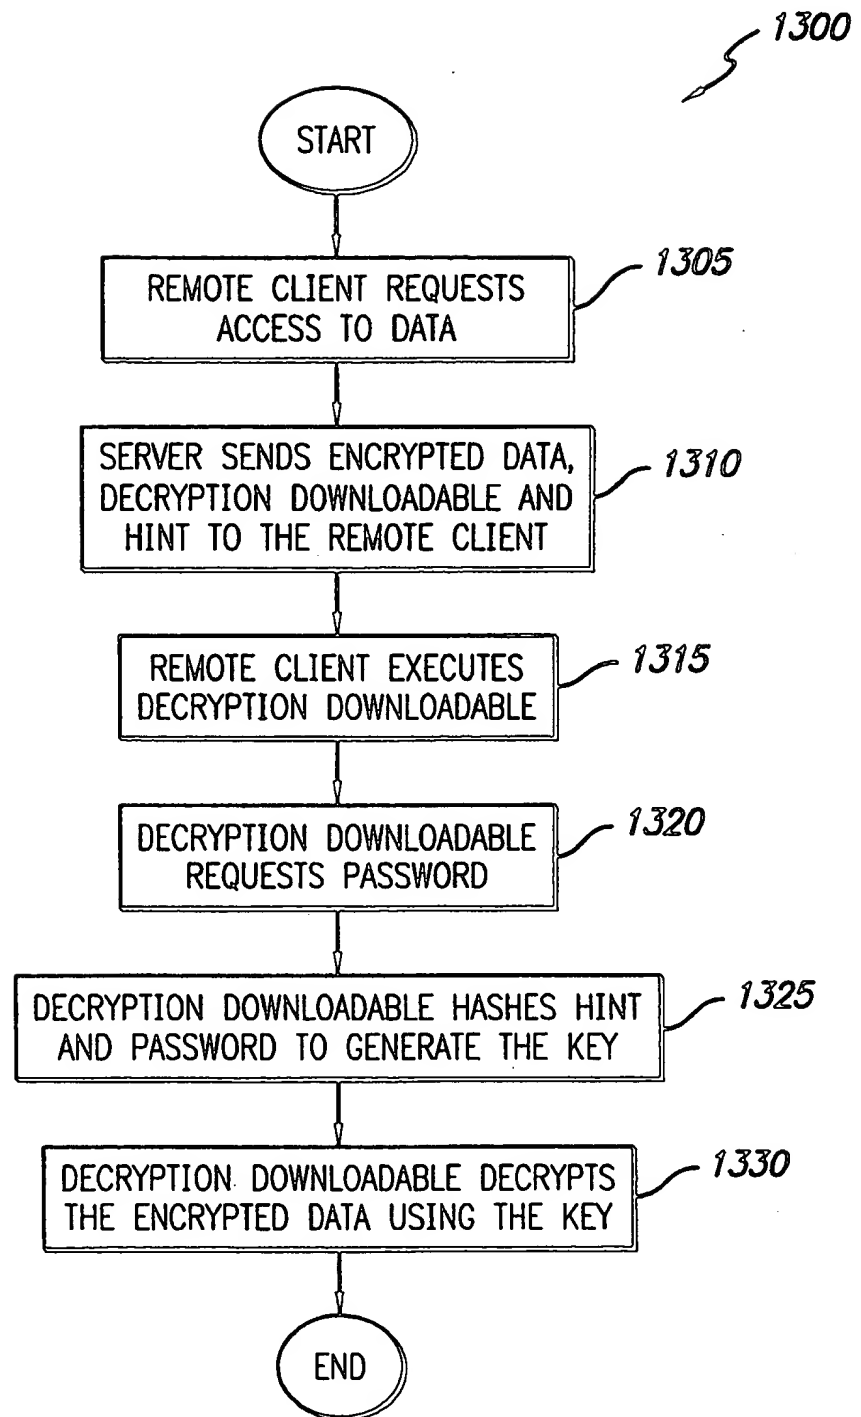 1300
START
REMOTE CLIENT REQUESTS
ACCESS TO DATA
1305
SERVER SENDS ENCRYPTED DATA,
DECRYPTION DOWNLOADABLE AND
HINT TO THE REMOTE CLIENT
1310
REMOTE CLIENT EXECUTES
DECRYPTION DOWNLOADABLE
1315
DECRYPTION DOWNLOADABLE
REQUESTS PASSWORD
1320
DECRYPTION DOWNLOADABLE HASHES HINT
AND PASSWORD TO GENERATE THE KEY
1325
DECRYPTION DOWNLOADABLE DECRYPTS
THE ENCRYPTED DATA USING THE KEY
1330
END